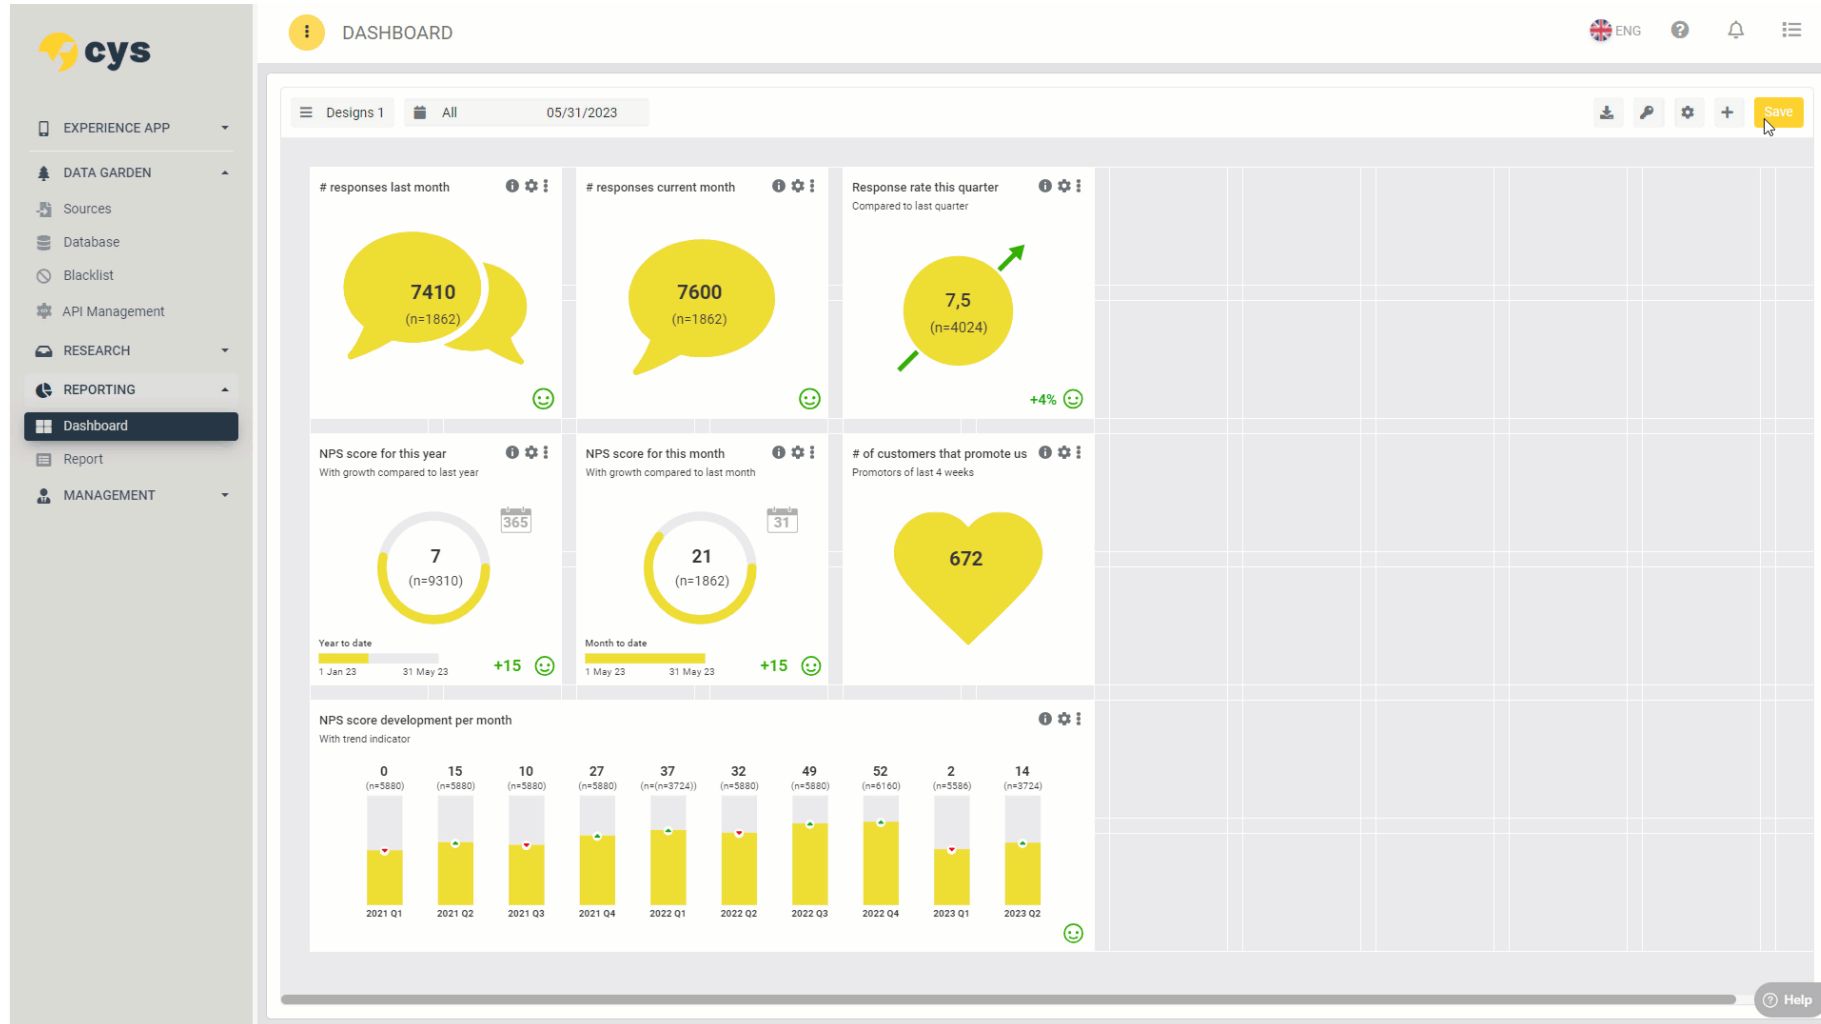 cys
DASHBOARD
ENG
EXPERIENCE APP
DATA GARDEN
Sources
Database
Blacklist
API Management
RESEARCH
REPORTING
Dashboard
Report
MANAGEMENT
Designs 1
All
05/31/2023
Save
# responses last month
7410
(n=1862)
# responses current month
7600
(n=1862)
Response rate this quarter
Compared to last quarter
7,5
(n=4024)
+4%
NPS score for this year
With growth compared to last year
365
7
(n=9310)
Year to date
1 Jan 23
31 May 23
+15
NPS score for this month
With growth compared to last month
31
21
(n=1862)
Month to date
1 May 23
31 May 23
+15
# of customers that promote us
Promotors of last 4 weeks
672
NPS score development per month
With trend indicator
0 15 10 27 37 32 49 52 2 14
(n=5880) (n=5880) (n=5880) (n=5880) (n=(n=3724)) (n=5880) (n=5880) (n=6160) (n=5586) (n=3724)
2021 Q1 2021 Q2 2021 Q3 2021 Q4 2022 Q1 2022 Q2 2022 Q3 2022 Q4 2023 Q1 2023 Q2
Help